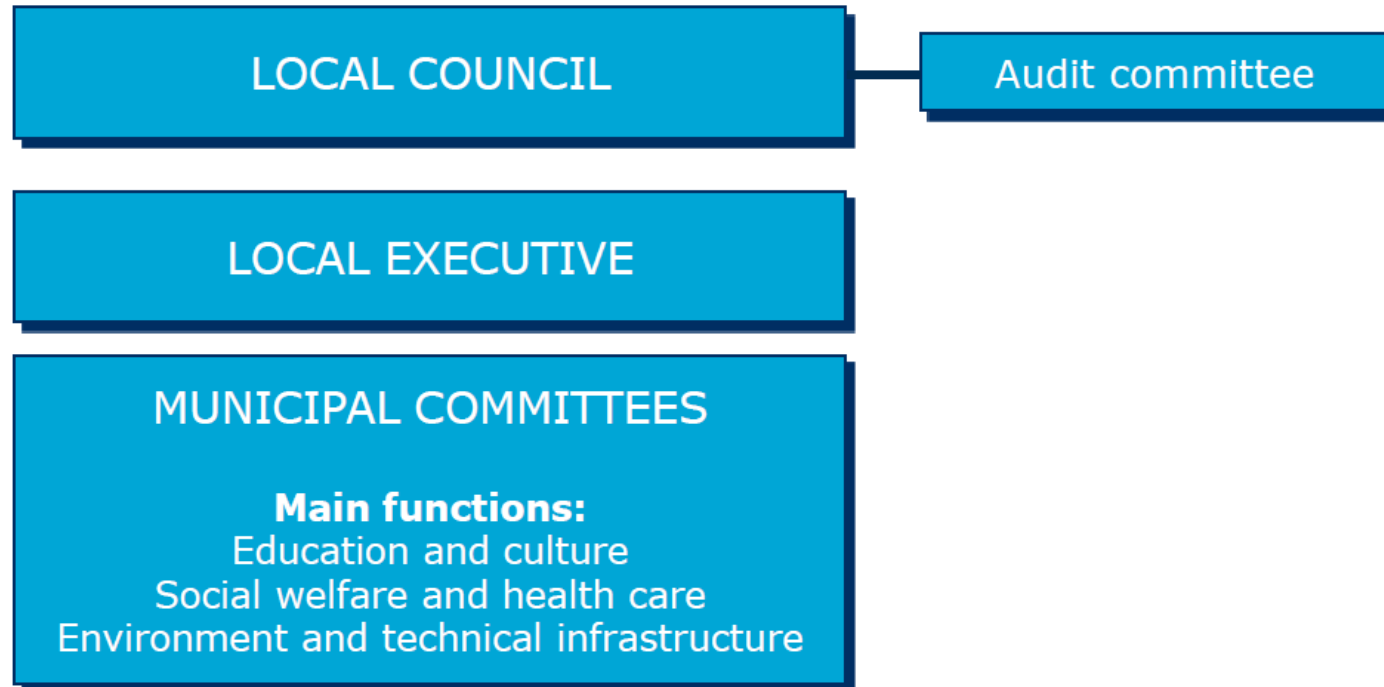 LOCAL COUNCIL
Audit committee
LOCAL EXECUTIVE
MUNICIPAL COMMITTEES
Main functions:
Education and culture
Social welfare and health care
Environment and technical infrastructure